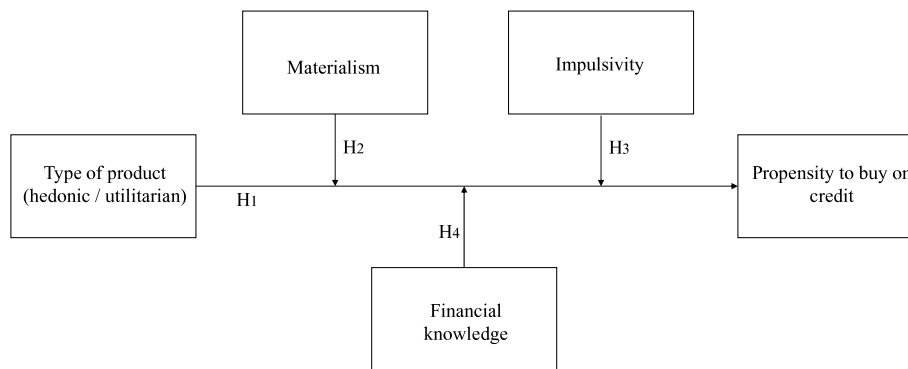 Materialism
Impulsivity
H2
H3
Type of product
(hedonic / utilitarian)
H1
Propensity to buy on
credit
H4
Financial
knowledge